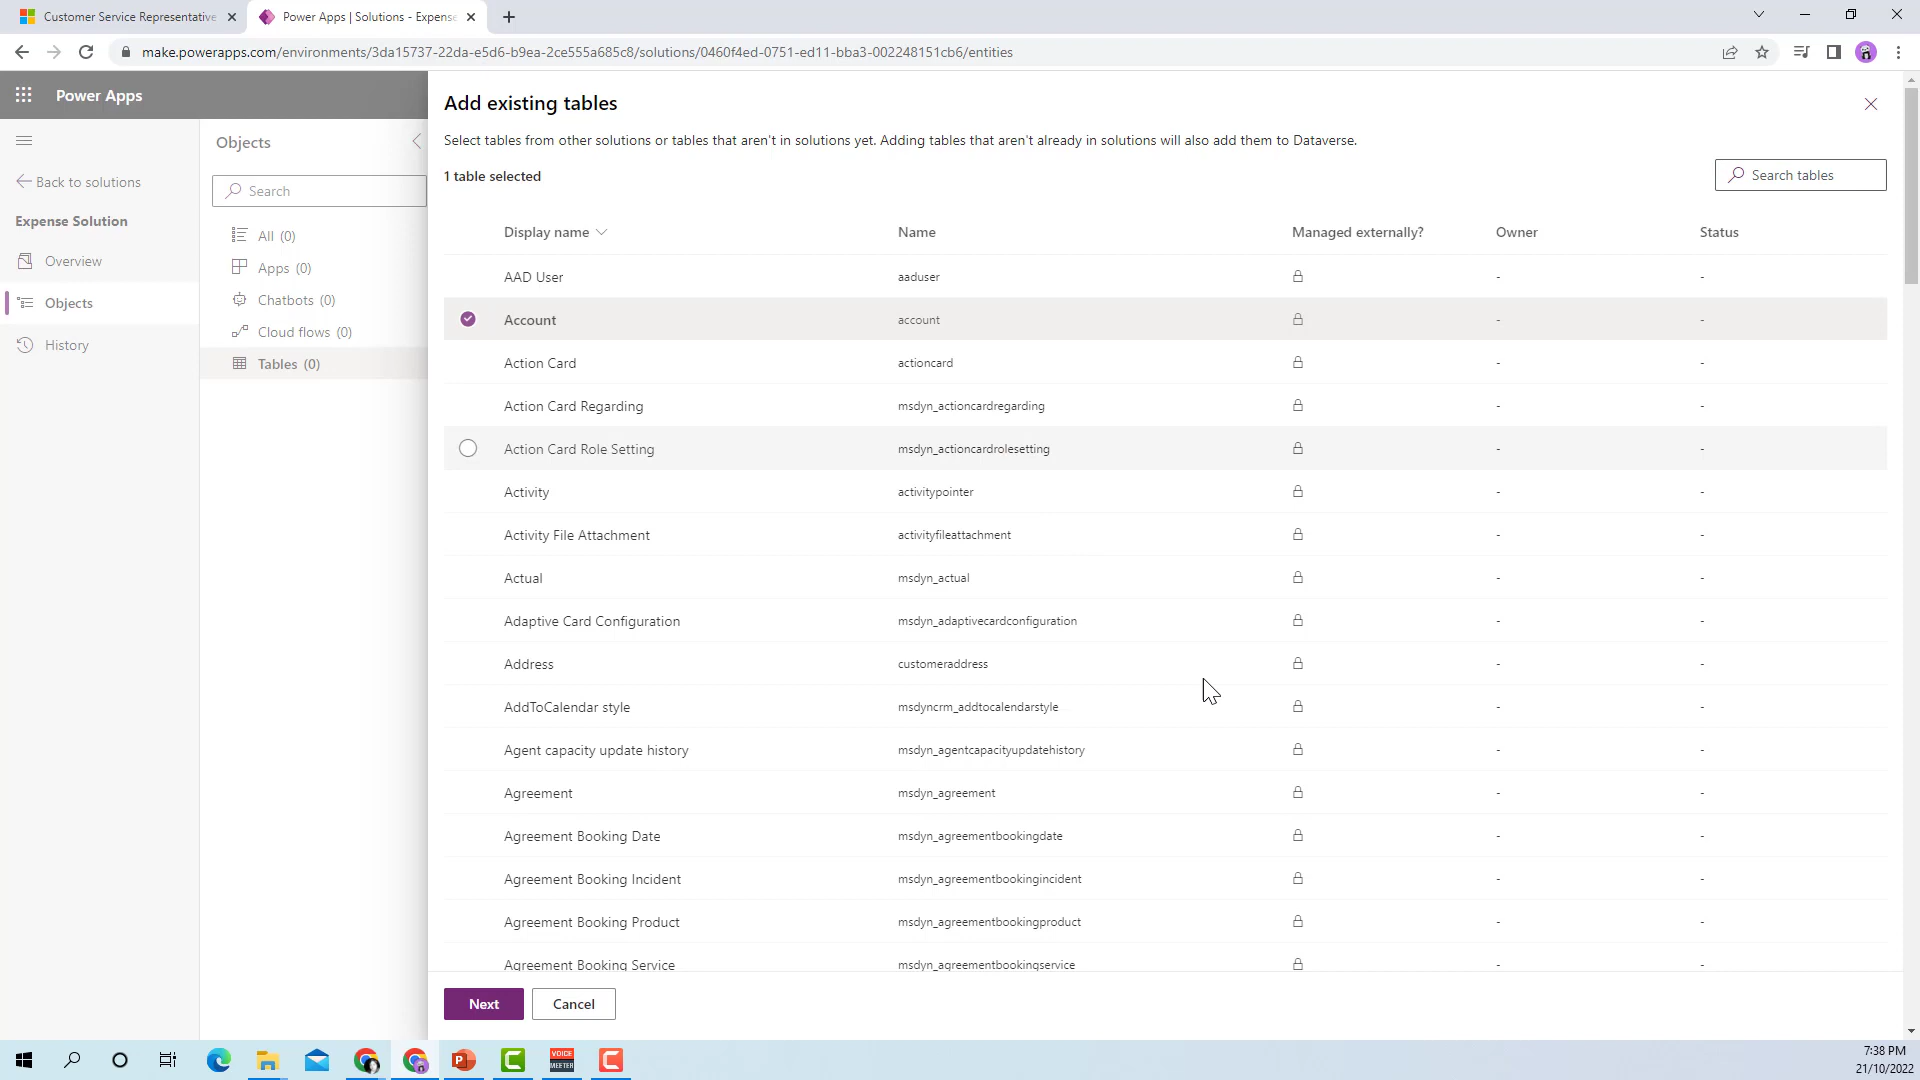 Customer Service Representative
Power Apps | Solutions - Expense
make.powerapps.com/environments/3da15737-22da-e5d6-b9ea-2ce555a685c8/solutions/0460f4ed-0751-ed11-bba3-002248151cb6/entities
Power Apps
Back to solutions
Expense Solution
Overview
Objects
History
Objects
Search
All (0)
Apps (0)
Chatbots (0)
Cloud flows (0)
Tables (0)
Add existing tables
Select tables from other solutions or tables that aren't in solutions yet. Adding tables that aren't already in solutions will also add them to Dataverse.
1 table selected
Search tables
Display name Name Managed externally? Owner Status
AAD User aaduser - -
Account account - -
Action Card actioncard - -
Action Card Regarding msdyn_actioncardregarding - -
Action Card Role Setting msdyn_actioncardrolesetting - -
Activity activitypointer - -
Activity File Attachment activityfileattachment - -
Actual msdyn_actual - -
Adaptive Card Configuration msdyn_adaptivecardconfiguration - -
Address customeraddress - -
AddToCalendar style msdyncrm_addtocalendarstyle - -
Agent capacity update history msdyn_agentcapacityupdatehistory - -
Agreement msdyn_agreement - -
Agreement Booking Date msdyn_agreementbookingdate - -
Agreement Booking Incident msdyn_agreementbookingincident - -
Agreement Booking Product msdyn_agreementbookingproduct - -
Agreement Booking Service msdyn_agreementbookingservice - -
Next
Cancel
VOICE
MEETER
7:38 PM
21/10/2022